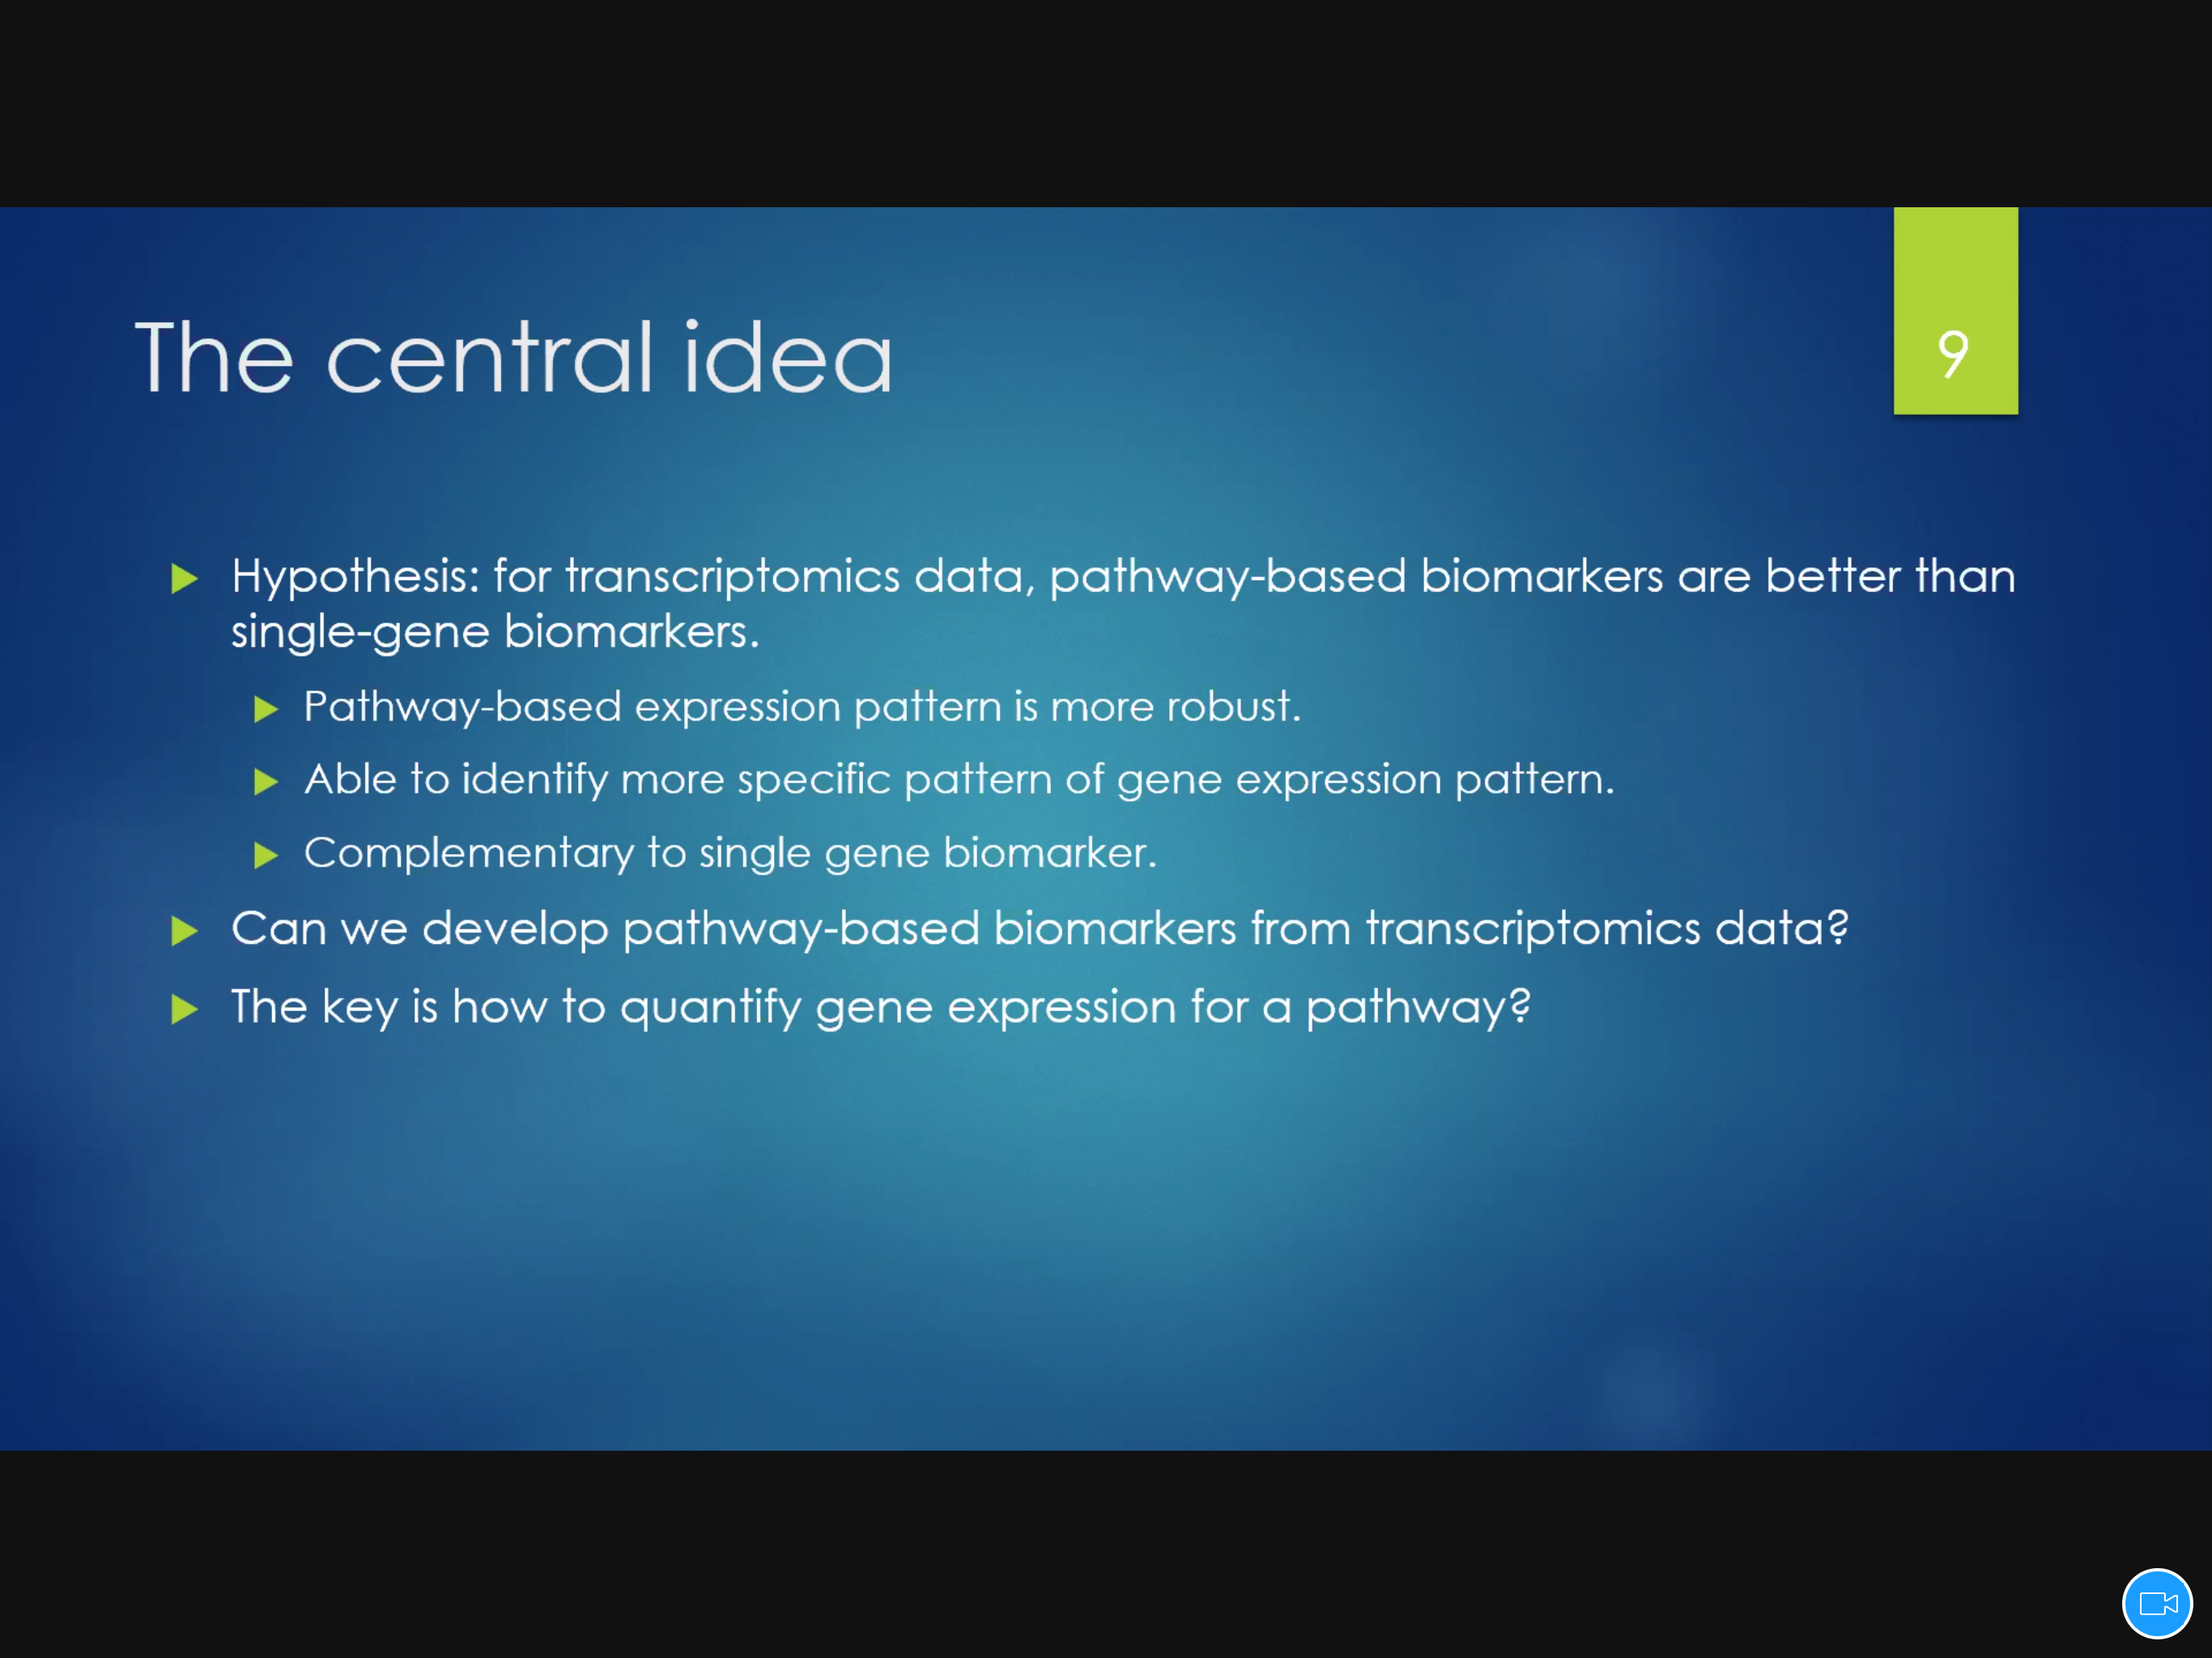 The central idea
9
Hypothesis: for transcriptomics data, pathway-based biomarkers are better than
single-gene biomarkers.
Pathway-based expression pattern is more robust.
Able to identify more specific pattern of gene expression pattern.
Complementary to single gene biomarker.
Can we develop pathway-based biomarkers from transcriptomics data?
The key is how to quantify gene expression for a pathway?